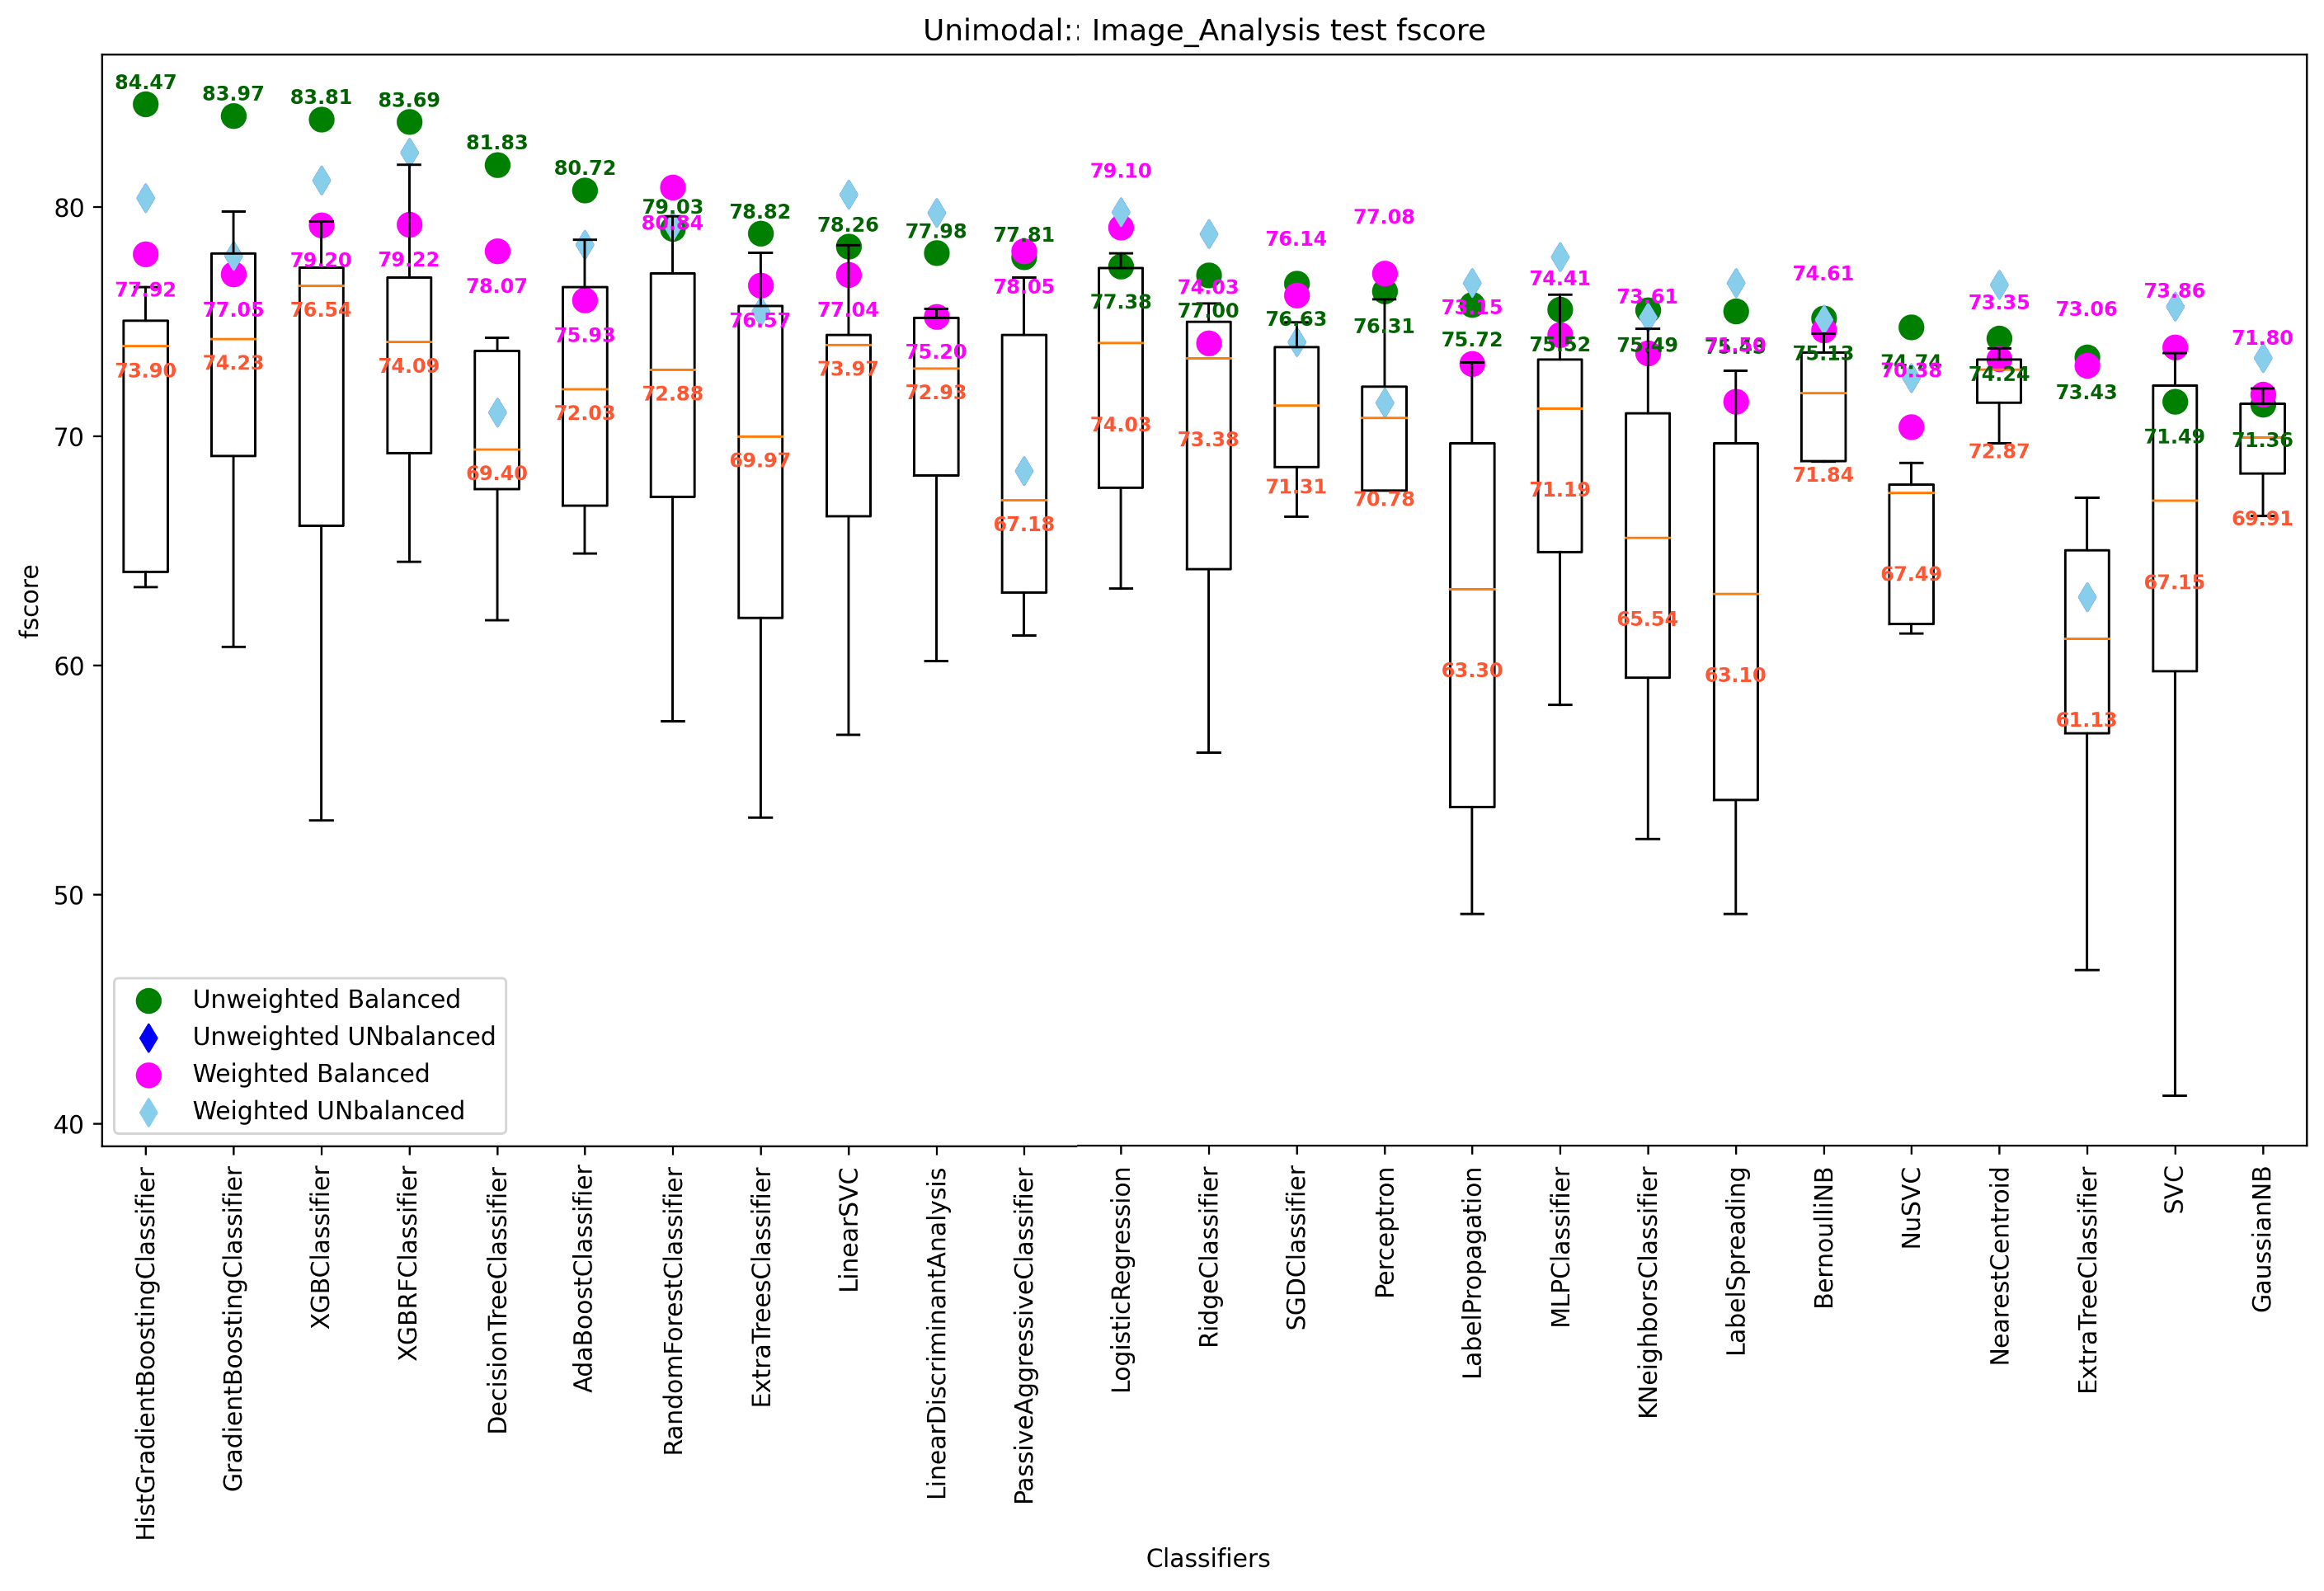 Unimodal:: Image_Analysis test fscore
84.47
83.97
83.81
83.69
81.83
80.72
79.03
78.82
78.26
77.98
77.81
79.10
77.08
76.14
80.84
77.92
77.05
79.20
79.22
78.07
75.93
76.57
77.04
75.20
78.05
77.38
74.03
77.00
76.63
76.31
73.15
75.72
74.41
75.52
73.61
75.49
71.50
75.43
74.61
75.13
74.74
70.38
73.35
74.24
73.06
73.43
73.86
71.49
71.80
71.36
73.90
74.23
76.54
74.09
69.40
72.03
72.88
69.97
73.97
72.93
67.18
74.03
73.38
71.31
70.78
63.30
71.19
65.54
63.10
71.84
67.49
72.87
61.13
67.15
69.91
fscore
80
70
60
50
40
Unweighted Balanced
Unweighted UNbalanced
Weighted Balanced
Weighted UNbalanced
HistGradientBoostingClassifier
GradientBoostingClassifier
XGBClassifier
XGBRFClassifier
DecisionTreeClassifier
AdaBoostClassifier
RandomForestClassifier
ExtraTreesClassifier
LinearSVC
LinearDiscriminantAnalysis
PassiveAggressiveClassifier
LogisticRegression
RidgeClassifier
SGDClassifier
Perceptron
LabelPropagation
MLPClassifier
KNeighborsClassifier
LabelSpreading
BernoulliNB
NuSVC
NearestCentroid
ExtraTreeClassifier
SVC
GaussianNB
Classifiers